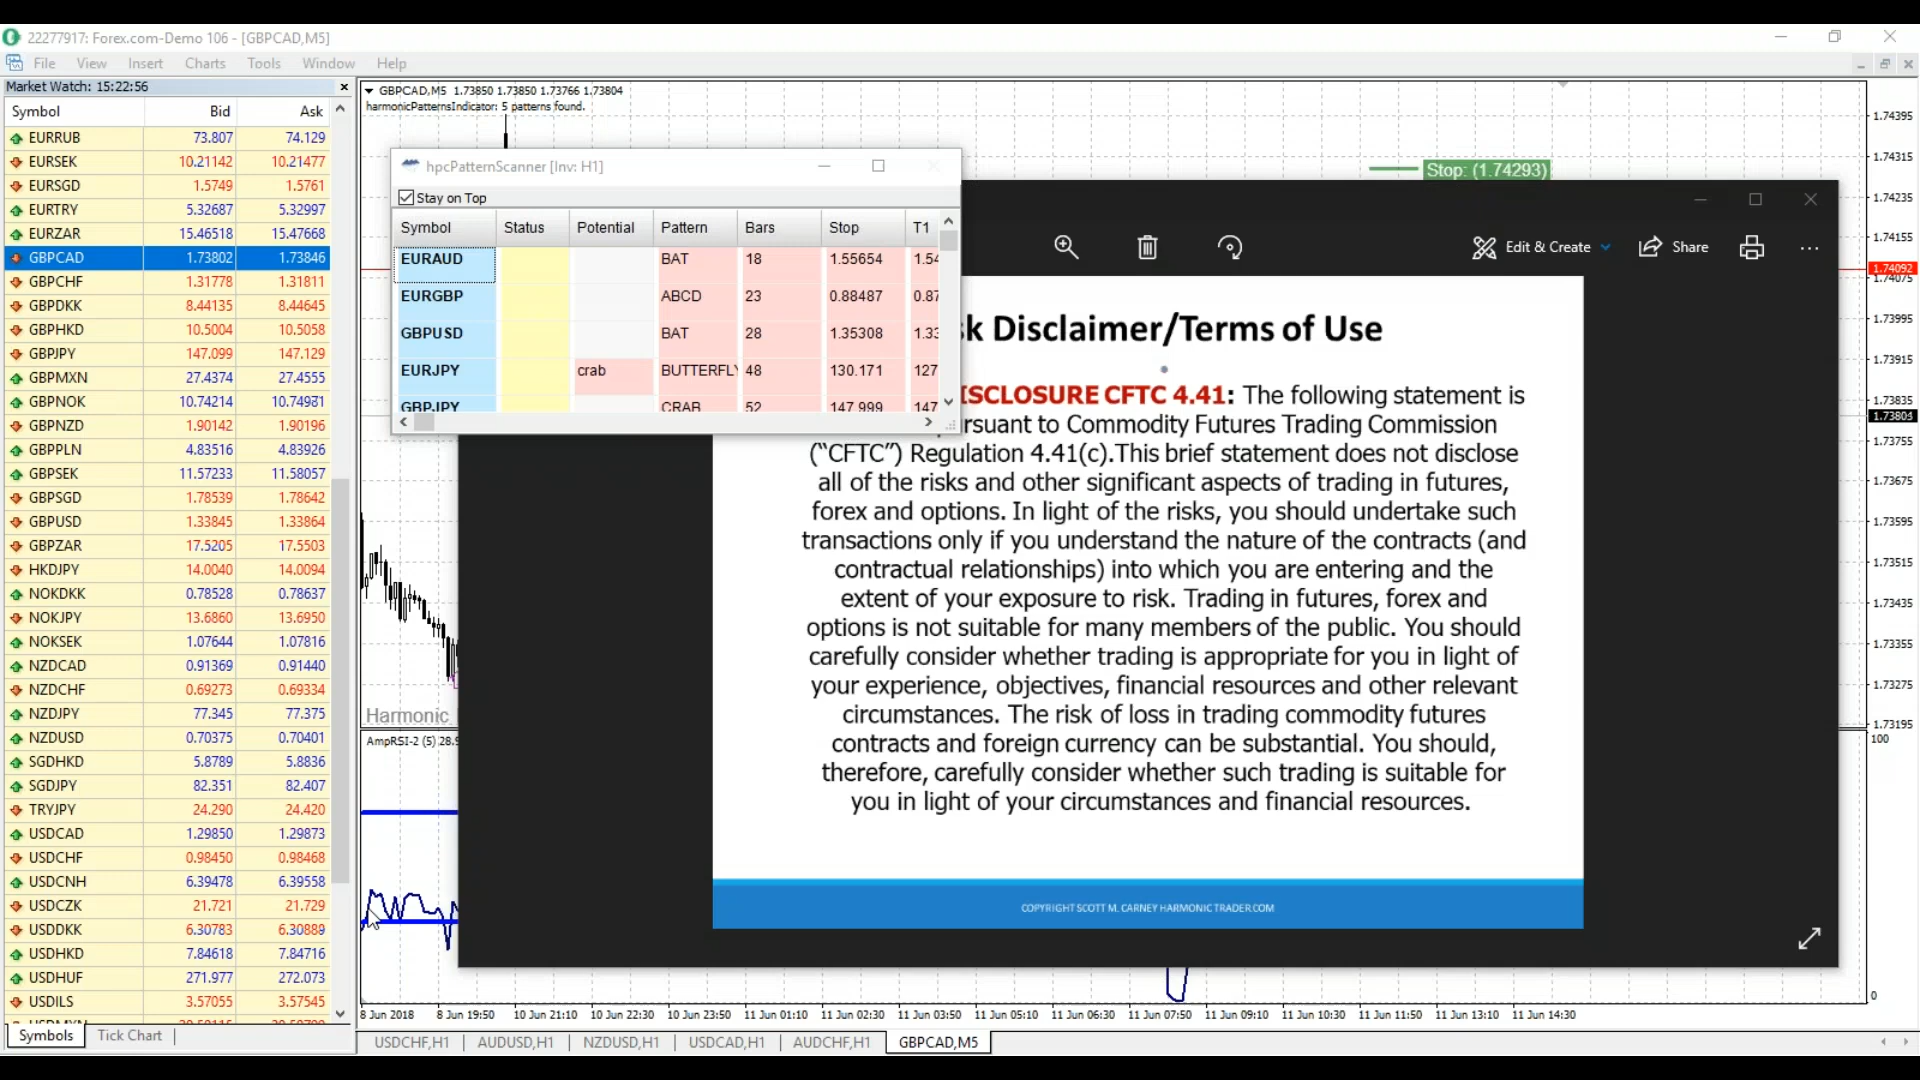 22277917: Forex.com-Demo 106 - [GBPCAD,M5]
File View Insert Charts Tools Window Help
Market Watch: 15:22:56
Symbol Bid Ask
EURRUB 73.807 74.129
EURSEK 10.21142 10.21477
EURSGD 1.5749 1.5761
EURTRY 5.32687 5.32997
EURZAR 15.46518 15.47668
GBPCAD 1.73802 1.73846
GBPCHF 1.31778 1.31811
GBPDKK 8.44135 8.44645
GBPHKD 10.5004 10.5058
GBPJPY 147.099 147.129
GBPMXN 27.4374 27.4555
GBPNOK 10.74214 10.74981
GBPNZD 1.90142 1.90196
GBPPLN 4.83516 4.83926
GBPSEK 11.57233 11.58057
GBPSGD 1.78539 1.78642
GBPUSD 1.33845 1.33864
GBPZAR 17.5205 17.5503
HKDJPY 14.0040 14.0094
NOKDKK 0.78528 0.78637
NOKJPY 13.6860 13.6950
NOKSEK 1.07644 1.07816
NZDCAD 0.91369 0.91440
NZDCHF 0.69273 0.69334
NZDJPY 77.345 77.375
NZDUSD 0.70375 0.70401
SGDHKD 5.8789 5.8836
SGDJPY 82.351 82.407
TRYJPY 24.290 24.420
USDCAD 1.29850 1.29873
USDCHF 0.98450 0.98468
USDCNH 6.39478 6.39558
USDCZK 21.721 21.729
USDDKK 6.30783 6.30889
USDHKD 7.84618 7.84716
USDHUF 271.977 272.073
USDILS 3.57055 3.57545
Symbols Tick Chart
GBPCAD,M5 1.73850 1.73850 1.73766 1.73804
harmonicPatternsIndicator: 5 patterns found.
Stop: (1.74293)
hpcPatternScanner [Inv: H1]
Stay on Top
Symbol Status Potential Pattern Bars Stop T1
EURAUD BAT 18 1.55654 1.54
EURGBP ABCD 23 0.88487 0.87
GBPUSD BAT 28 1.35308 1.33
EURJPY crab BUTTERFLY 48 130.171 127
GBPJPY CRAB 52 147.999 147
Edit & Create Share
sk Disclaimer/Terms of Use
ISCLOSURE CFTC 4.41: The following statement is
rsuant to Commodity Futures Trading Commission
(“CFTC”) Regulation 4.41(c).This brief statement does not disclose
all of the risks and other significant aspects of trading in futures,
forex and options. In light of the risks, you should undertake such
transactions only if you understand the nature of the contracts (and
contractual relationships) into which you are entering and the
extent of your exposure to risk. Trading in futures, forex and
options is not suitable for many members of the public. You should
carefully consider whether trading is appropriate for you in light of
your experience, objectives, financial resources and other relevant
circumstances. The risk of loss in trading commodity futures
contracts and foreign currency can be substantial. You should,
therefore, carefully consider whether such trading is suitable for
you in light of your circumstances and financial resources.
COPYRIGHT SCOTT M. CARNEY HARMONICTRADER.COM
Harmonic
AmpRSI-2 (5) 28.9
1.74395
1.74315
1.74235
1.74155
1.74092
1.74075
1.73995
1.73915
1.73835
1.73804
1.73755
1.73675
1.73595
1.73515
1.73435
1.73355
1.73275
1.73195
100
0
8 Jun 2018 8 Jun 19:50 10 Jun 21:10 10 Jun 22:30 10 Jun 23:50 11 Jun 01:10 11 Jun 02:30 11 Jun 03:50 11 Jun 05:10 11 Jun 06:30 11 Jun 07:50 11 Jun 09:10 11 Jun 10:30 11 Jun 11:50 11 Jun 13:10 11 Jun 14:30
USDCHF,H1 AUDUSD,H1 NZDUSD,H1 USDCAD,H1 AUDCHF,H1 GBPCAD,M5